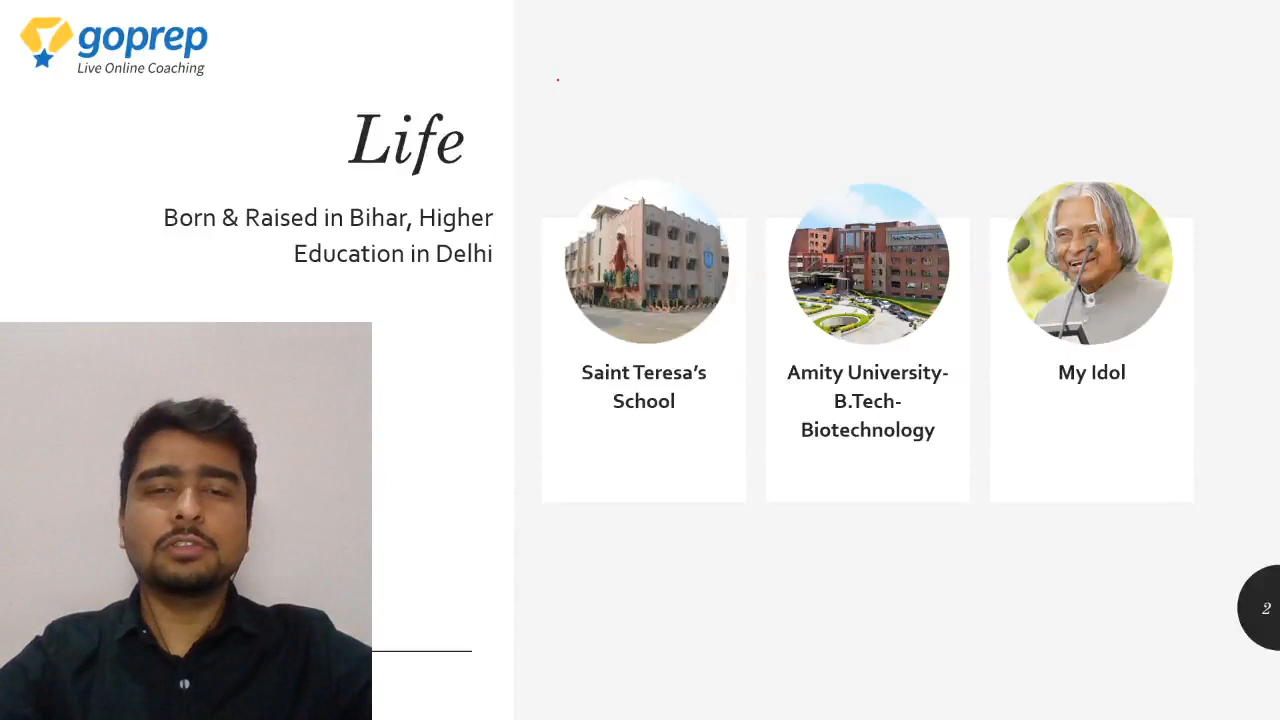 goprep
Live Online Coaching
Life
Born & Raised in Bihar, Higher
Education in Delhi
Saint Teresa's
School
Amity University-
B.Tech-
Biotechnology
My Idol
2